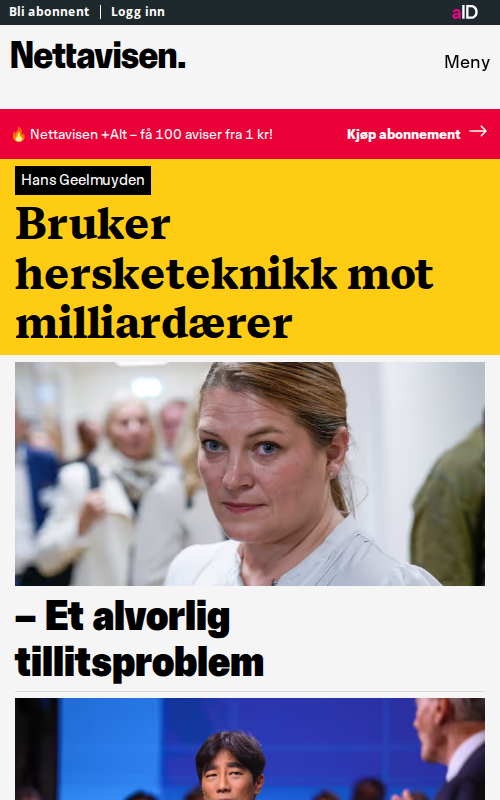 Bli abonnent
Logg inn
aID
Nettavisen.
Meny
🔥 Nettavisen +Alt – få 100 aviser fra 1 kr!
Kjøp abonnement →
Hans Geelmuyden
Bruker
hersketeknikk mot
milliardærer
– Et alvorlig
tillitsproblem